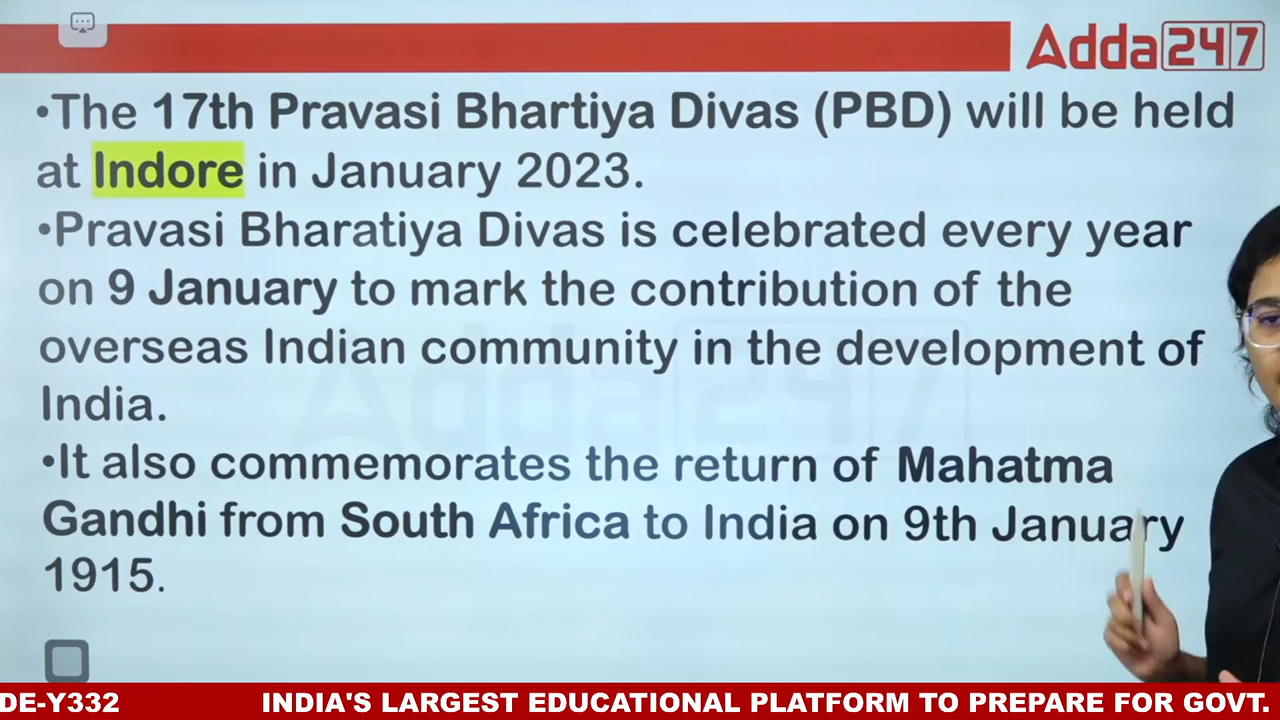 Adda247
•The 17th Pravasi Bhartiya Divas (PBD) will be held
at Indore in January 2023.
•Pravasi Bharatiya Divas is celebrated every year
on 9 January to mark the contribution of the
overseas Indian community in the development of
India.
•It also commemorates the return of Mahatma
Gandhi from South Africa to India on 9th January
1915.
DE-Y332 INDIA'S LARGEST EDUCATIONAL PLATFORM TO PREPARE FOR GOVT.